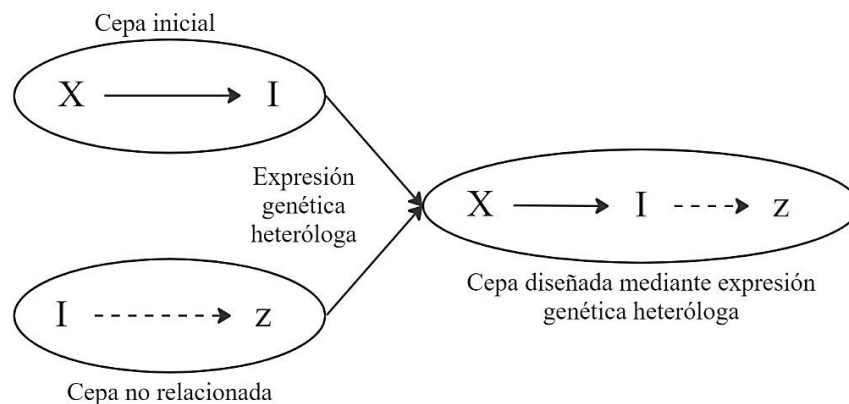 Cepa inicial
X I
Expresión
genética
heteróloga
X I z
Cepa diseñada mediante expresión
genética heteróloga
I z
Cepa no relacionada